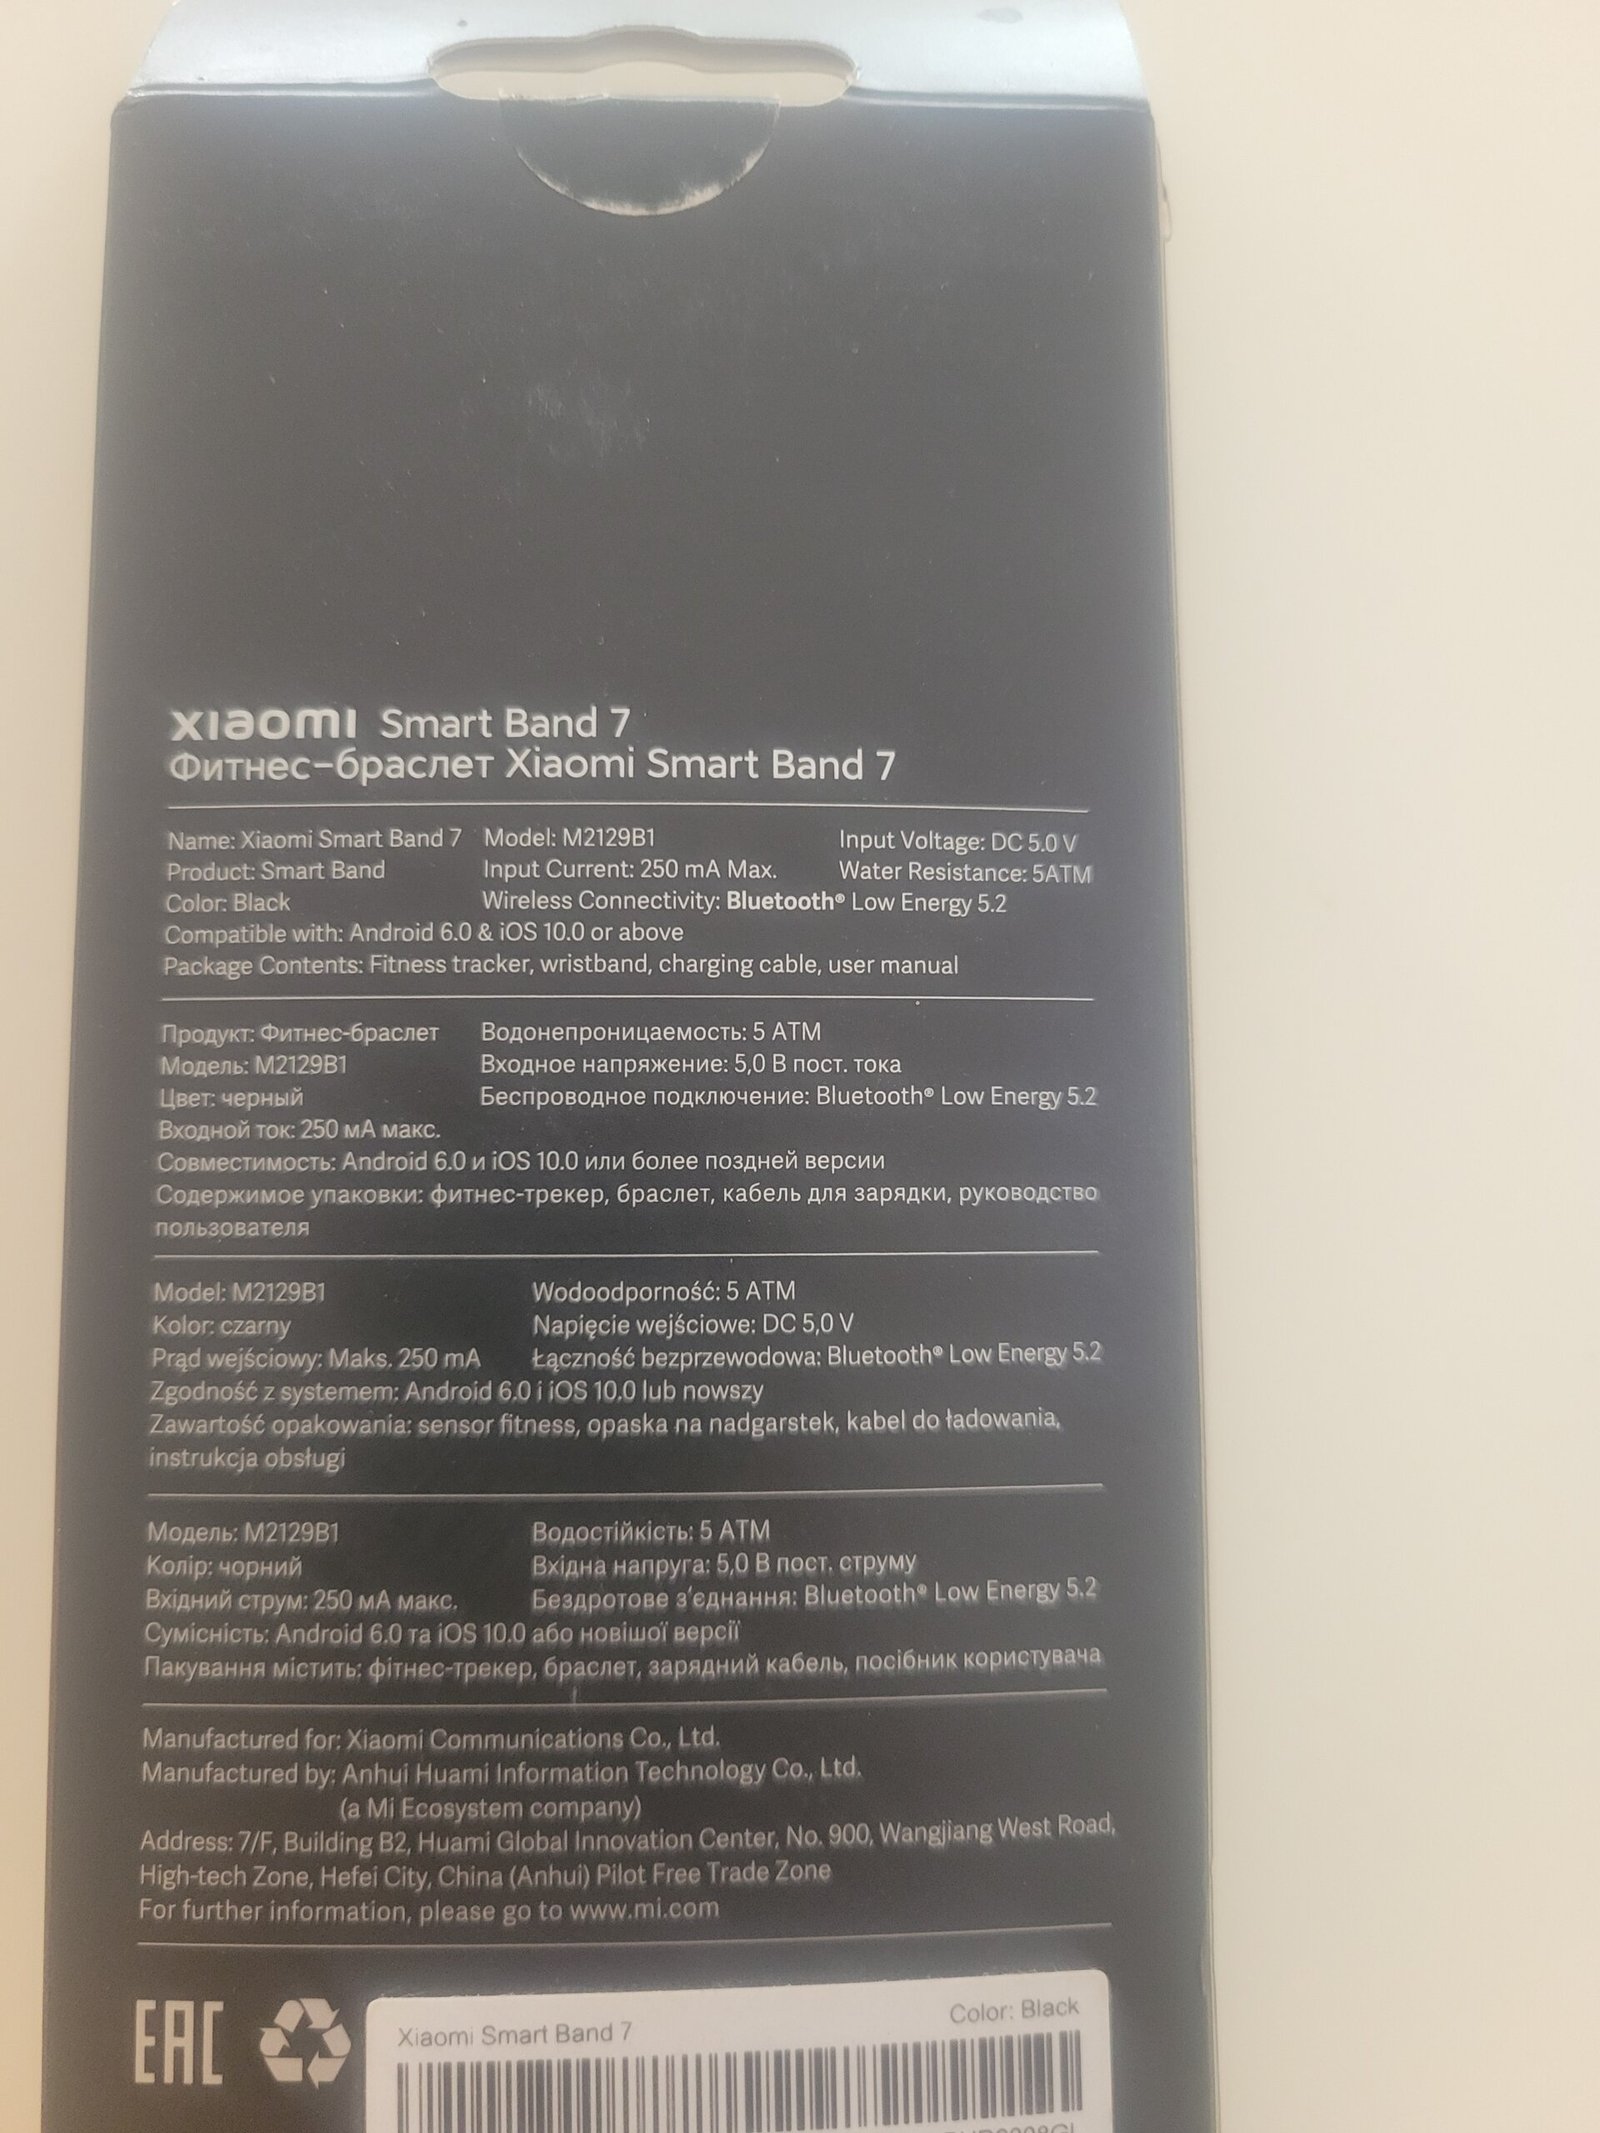 xiaomi Smart Band 7
Фитнес-браслет Xiaomi Smart Band 7
Name: Xiaomi Smart Band 7 Model: M2129B1 Input Voltage: DC 5.0 V
Product: Smart Band Input Current: 250 mA Max. Water Resistance: 5ATM
Color: Black Wireless Connectivity: Bluetooth® Low Energy 5.2
Compatible with: Android 6.0 & iOS 10.0 or above
Package Contents: Fitness tracker, wristband, charging cable, user manual
Продукт: Фитнес-браслет Водонепроницаемость: 5 ATM
Модель: M2129B1 Входное напряжение: 5,0 В пост. тока
Цвет: черный Беспроводное подключение: Bluetooth® Low Energy 5.2
Входной ток: 250 мА макс.
Совместимость: Android 6.0 и iOS 10.0 или более поздней версии
Содержимое упаковки: фитнес-трекер, браслет, кабель для зарядки, руководство
пользователя
Model: M2129B1 Wodoodporność: 5 ATM
Kolor: czarny Napięcie wejściowe: DC 5,0 V
Prąd wejściowy: Maks. 250 mA Łączność bezprzewodowa: Bluetooth® Low Energy 5.2
Zgodność z systemem: Android 6.0 i iOS 10.0 lub nowszy
Zawartość opakowania: sensor fitness, opaska na nadgarstek, kabel do ładowania,
instrukcja obsługi
Модель: M2129B1 Водостійкість: 5 ATM
Колір: чорний Вхідна напруга: 5,0 В пост. струму
Вхідний струм: 250 мА макс. Бездротове з'єднання: Bluetooth® Low Energy 5.2
Сумісність: Android 6.0 та iOS 10.0 або новішої версії
Пакування містить: фітнес-трекер, браслет, зарядний кабель, посібник користувача
Manufactured for: Xiaomi Communications Co., Ltd.
Manufactured by: Anhui Huami Information Technology Co., Ltd.
(a Mi Ecosystem company)
Address: 7/F, Building B2, Huami Global Innovation Center, No. 900, Wangjiang West Road,
High-tech Zone, Hefei City, China (Anhui) Pilot Free Trade Zone
For further information, please go to www.mi.com
EAC
Xiaomi Smart Band 7 Color: Black